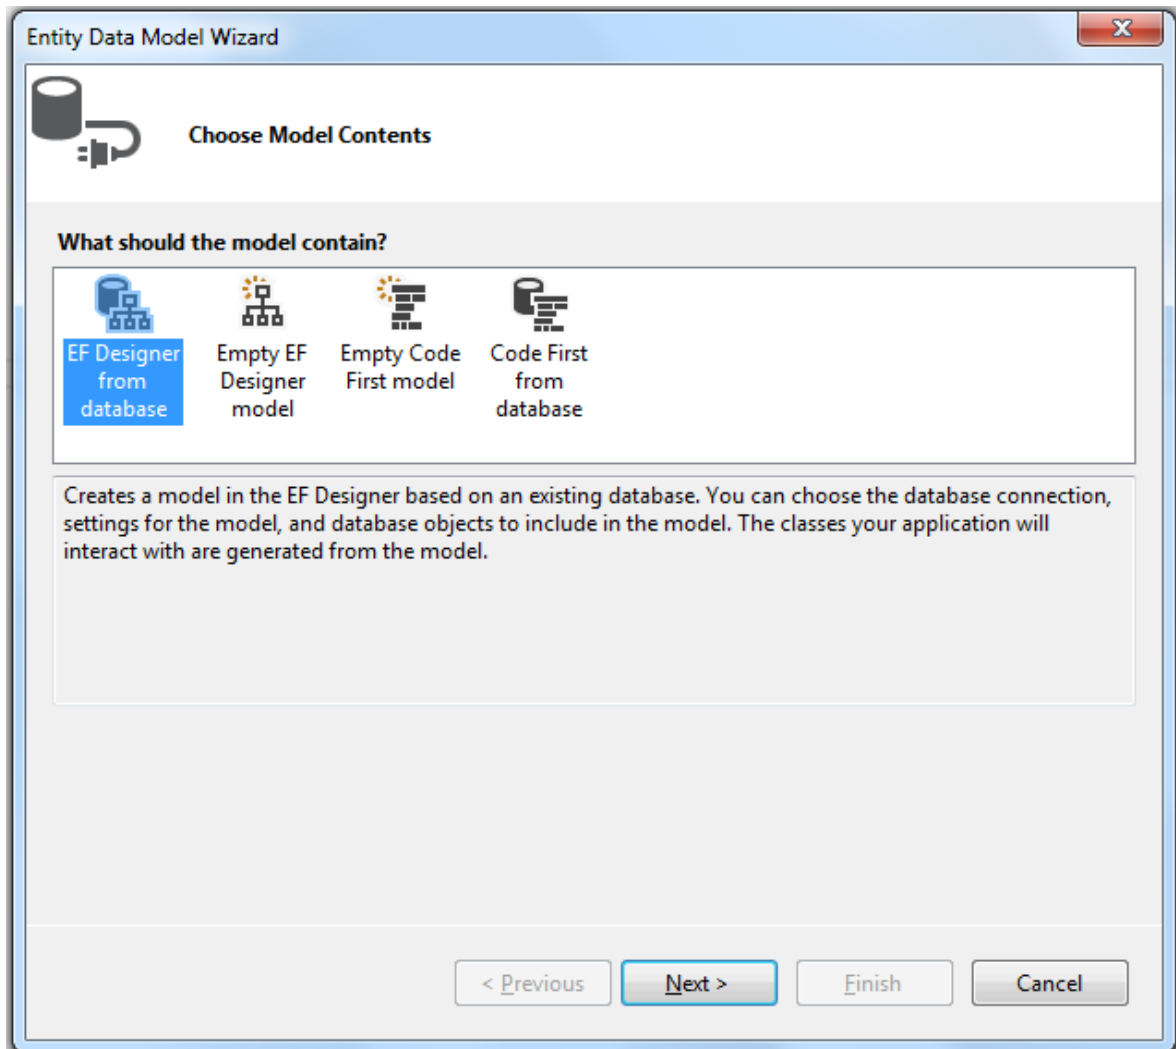 Entity Data Model Wizard
Choose Model Contents
What should the model contain?
EF Designer
from
database
Empty EF
Designer
model
Empty Code
First model
Code First
from
database
Creates a model in the EF Designer based on an existing database. You can choose the database connection,
settings for the model, and database objects to include in the model. The classes your application will
interact with are generated from the model.
< Previous
Next >
Finish
Cancel